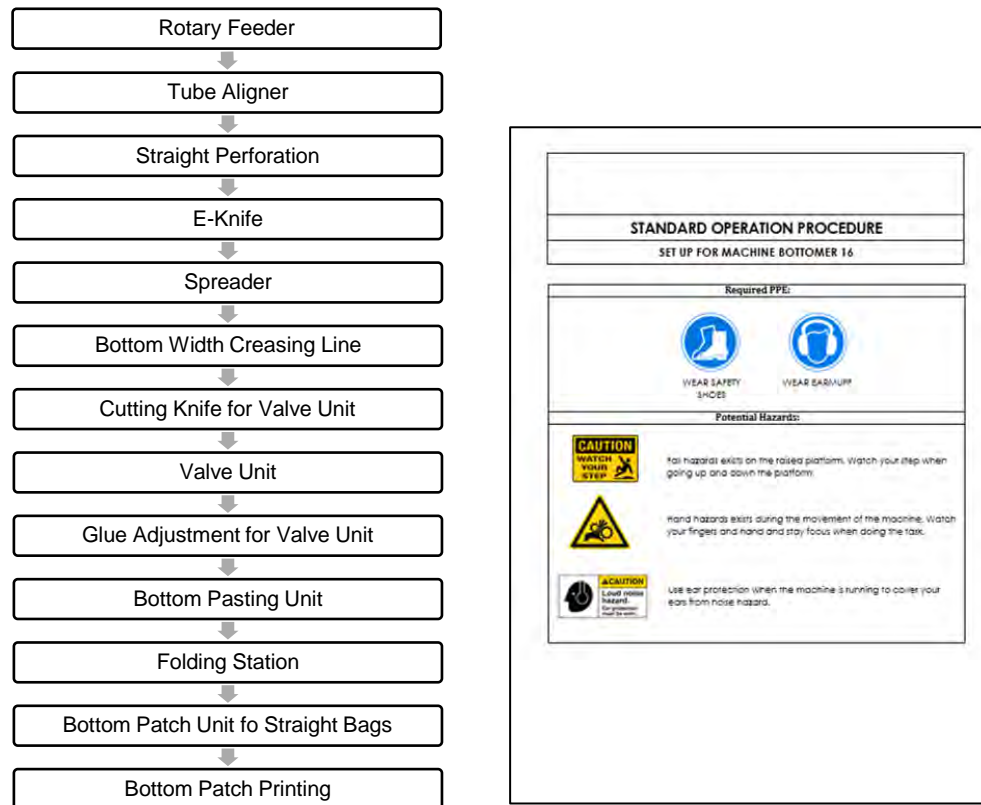 Rotary Feeder
Tube Aligner
Straight Perforation
E-Knife
Spreader
Bottom Width Creasing Line
Cutting Knife for Valve Unit
Valve Unit
Glue Adjustment for Valve Unit
Bottom Pasting Unit
Folding Station
Bottom Patch Unit fo Straight Bags
Bottom Patch Printing
STANDARD OPERATION PROCEDURE
SET UP FOR MACHINE BOTTOMER 16
Required PPE:
WEAR SAFETY
SHOES
WEAR EARMUFF
Potential Hazards:
CAUTION
WATCH
YOUR
STEP
Fall hazards exists on the raised platform. Watch your step when
going up and down the platform.
Hand hazards exists during the movement of the machine. Watch
your fingers and hand and stay focus when doing the task.
CAUTION
Loud noise
hazard.
Ear protection
must be worn.
Use ear protection when the machine is running to cover your
ears from noise hazard.